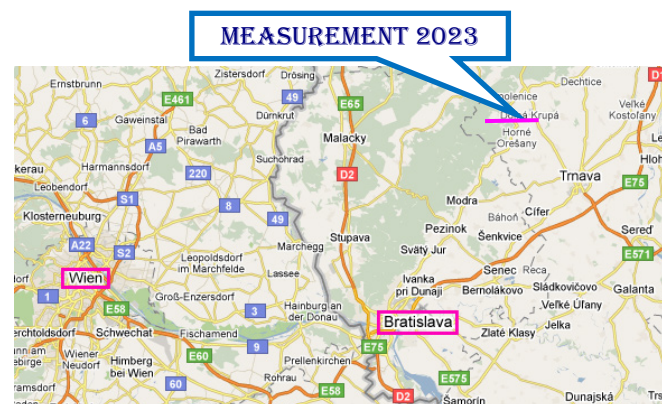 MEASUREMENT 2023
Zistersdorf
Drösing
Ernstbrunn
E461
49
E65
Dechtice
Gaweinstal
6
Dürnkrut
Dolná Krupá
Veľké
Kostoľany
A5
Bad
Pirawarth
Malacky
Horné
Orešany
Harmannsdorf
Suchohrad
220
D2
Trnava
Leobendorf
S1
8
E75
Klosterneuburg
49
Modra
Báhoň
Cífer
A22
S2
Stupava
Pezinok
Šenkvice
Sereď
Leopoldsdorf
im Marchfelde
Marchegg
Svätý Jur
E571
Wien
Lassee
Ivanka
pri Dunaji
Senec
Reca
Bernolákovo
Sládkovičovo
Galanta
1
Groß-Enzersdorf
E58
3
Hainburg an
der Donau
Veľké Úľany
Bratislava
Jelka
Schwechat
Fischamend
Zlaté Klasy
Wiener
Neudorf
Himberg
bei Wien
E60
9
E75
Prellenkirchen
60
Rohrau
E58
D2
E575
Šamorín
Dunajská